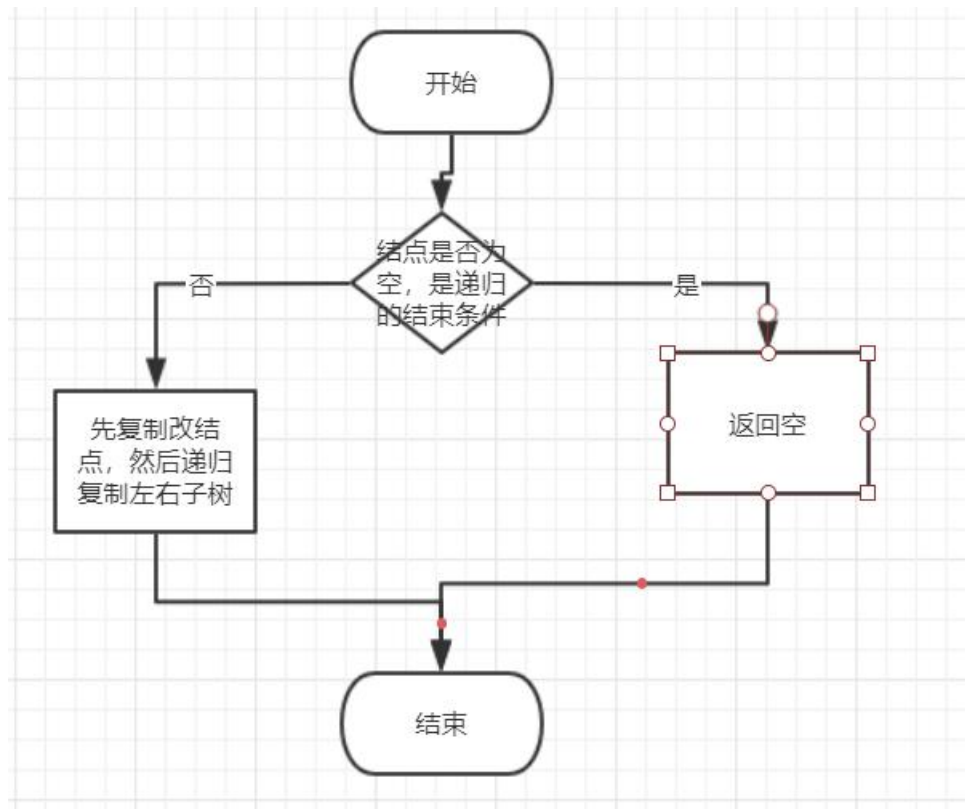 开始
结点是否为
空，是递归
的结束条件
否
是
先复制改结
点，然后递归
复制左右子树
返回空
结束